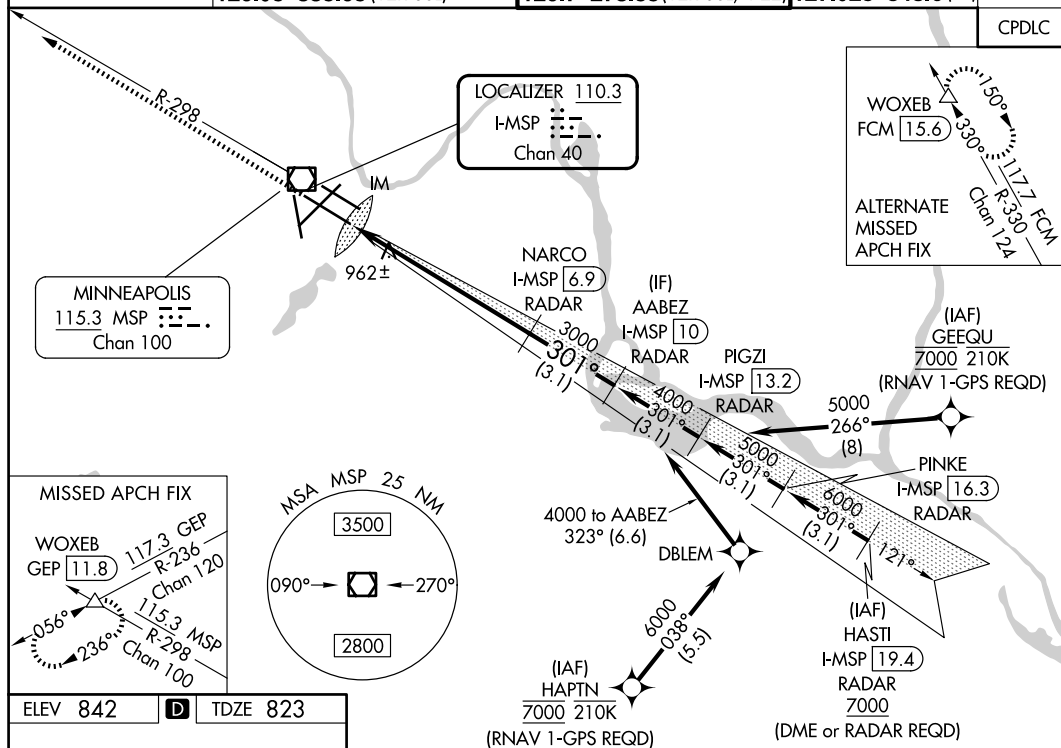 CPDLC
R-298
LOCALIZER 110.3
I-MSP
Chan 40
IM
962±
MINNEAPOLIS
115.3 MSP
Chan 100
WOXEB
FCM 15.6
150°
330°
117.7 FCM
R-330
Chan 124
ALTERNATE
MISSED
APCH FIX
NARCO
I-MSP 6.9
RADAR
(IF)
AABEZ
I-MSP 10
RADAR
PIGZI
I-MSP 13.2
RADAR
(IAF)
GEEQU
7000 210K
(RNAV 1-GPS REQD)
5000
266°
(8)
3000
301°
(3.1)
4000
301°
(3.1)
5000
301°
(3.1)
6000
301°
(3.1)
121°
PINKE
I-MSP 16.3
RADAR
4000 to AABEZ
323° (6.6)
DBLEM
6000
038°
(5.5)
(IAF)
HAPTN
7000 210K
(RNAV 1-GPS REQD)
(IAF)
HASTI
I-MSP 19.4
RADAR
7000
(DME or RADAR REQD)
MISSED APCH FIX
WOXEB
GEP 11.8
117.3 GEP
R-236
Chan 120
056°
236°
115.3 MSP
R-298
Chan 100
MSA MSP 25 NM
3500
090°
270°
2800
ELEV 842 D TDZE 823